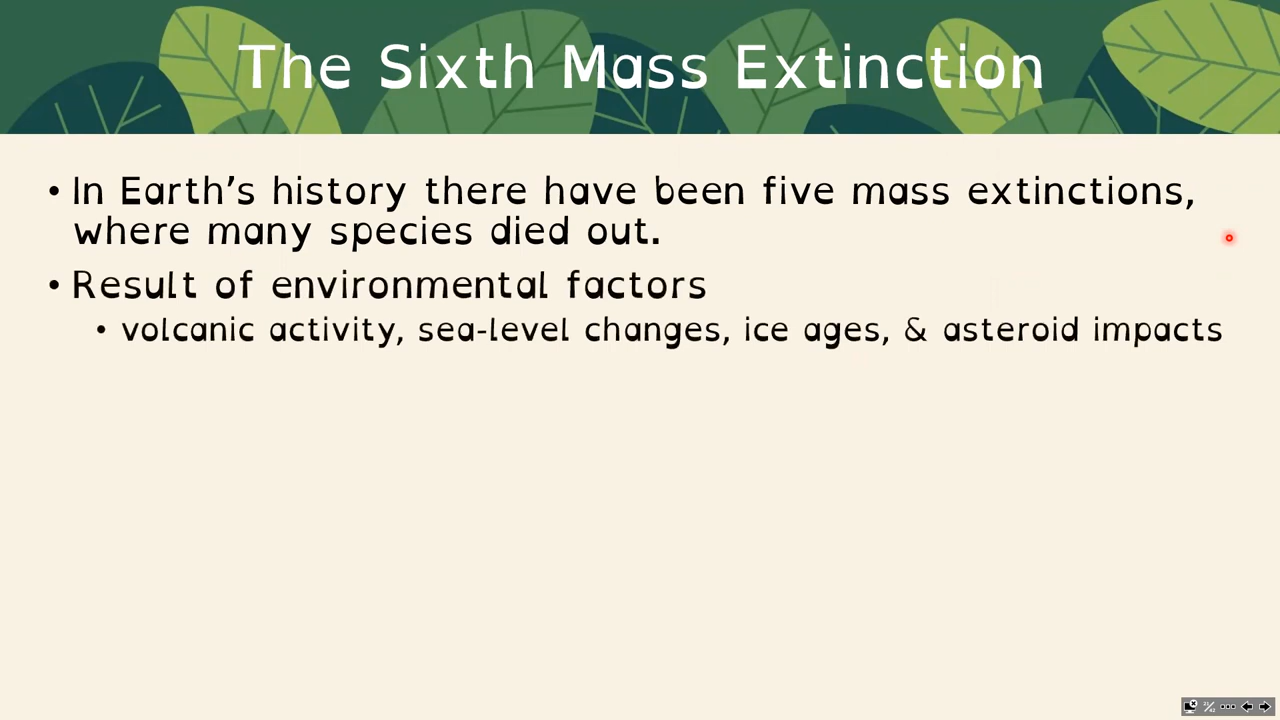 The Sixth Mass Extinction
• In Earth’s history there have been five mass extinctions,
where many species died out.
• Result of environmental factors
• volcanic activity, sea-level changes, ice ages, & asteroid impacts